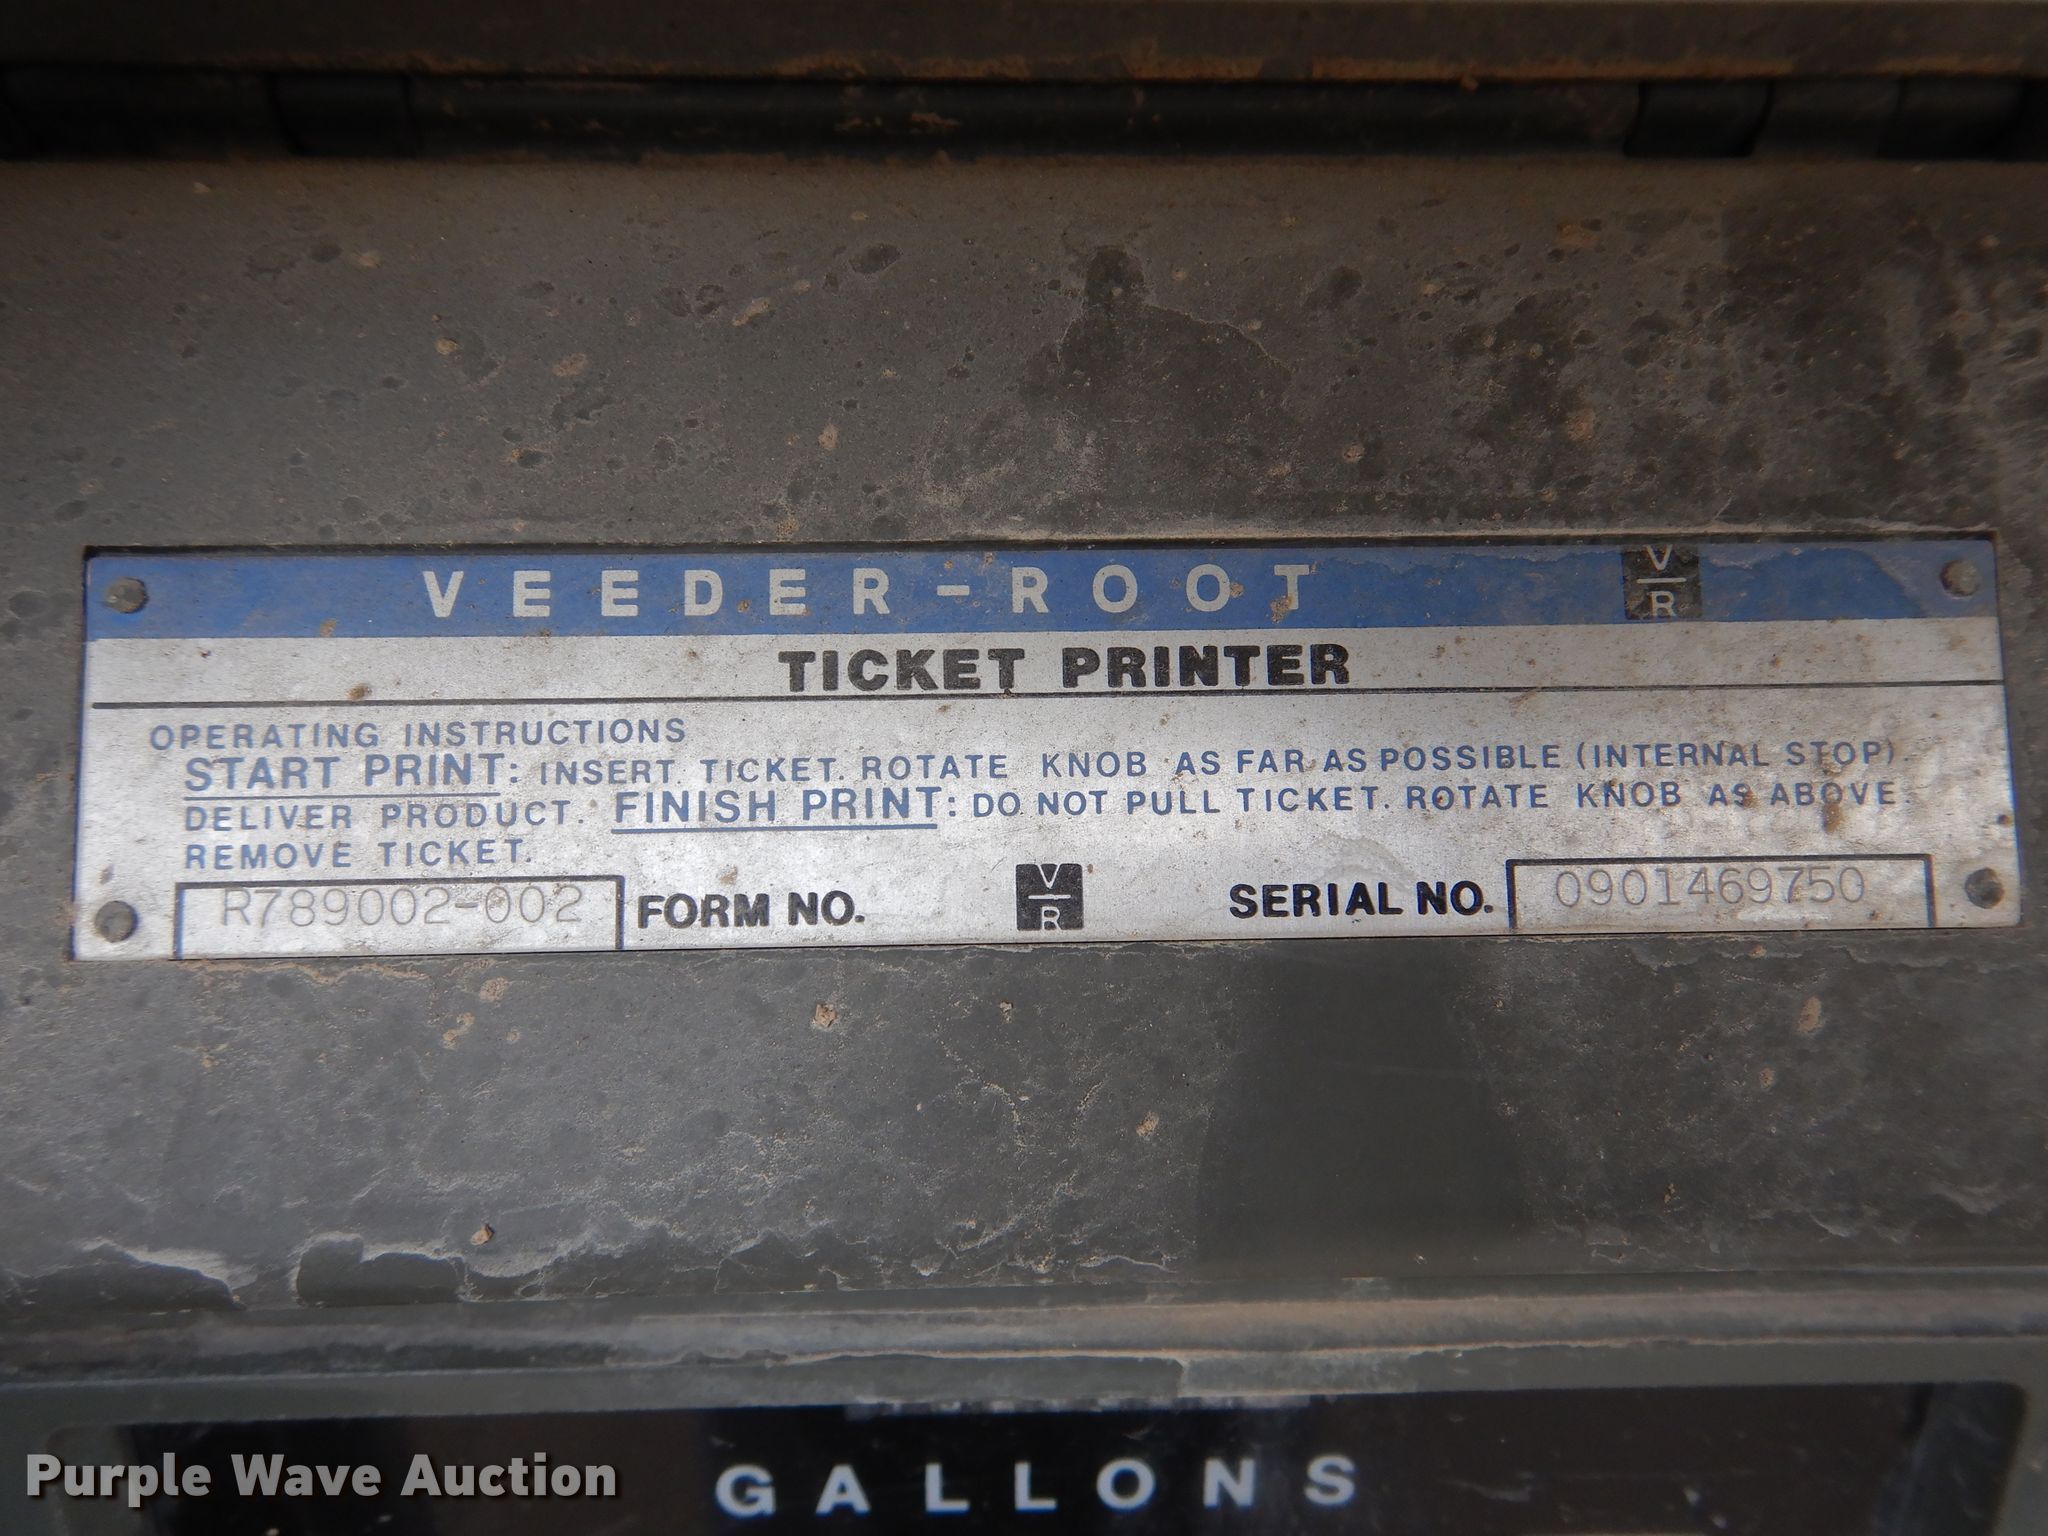 VEEDER-ROOT V R
TICKET PRINTER
OPERATING INSTRUCTIONS
START PRINT: INSERT TICKET. ROTATE KNOB AS FAR AS POSSIBLE (INTERNAL STOP).
DELIVER PRODUCT. FINISH PRINT: DO NOT PULL TICKET. ROTATE KNOB AS ABOVE.
REMOVE TICKET.
R789002-002 FORM NO. V R SERIAL NO. 0901469750
GALLONS
Purple Wave Auction